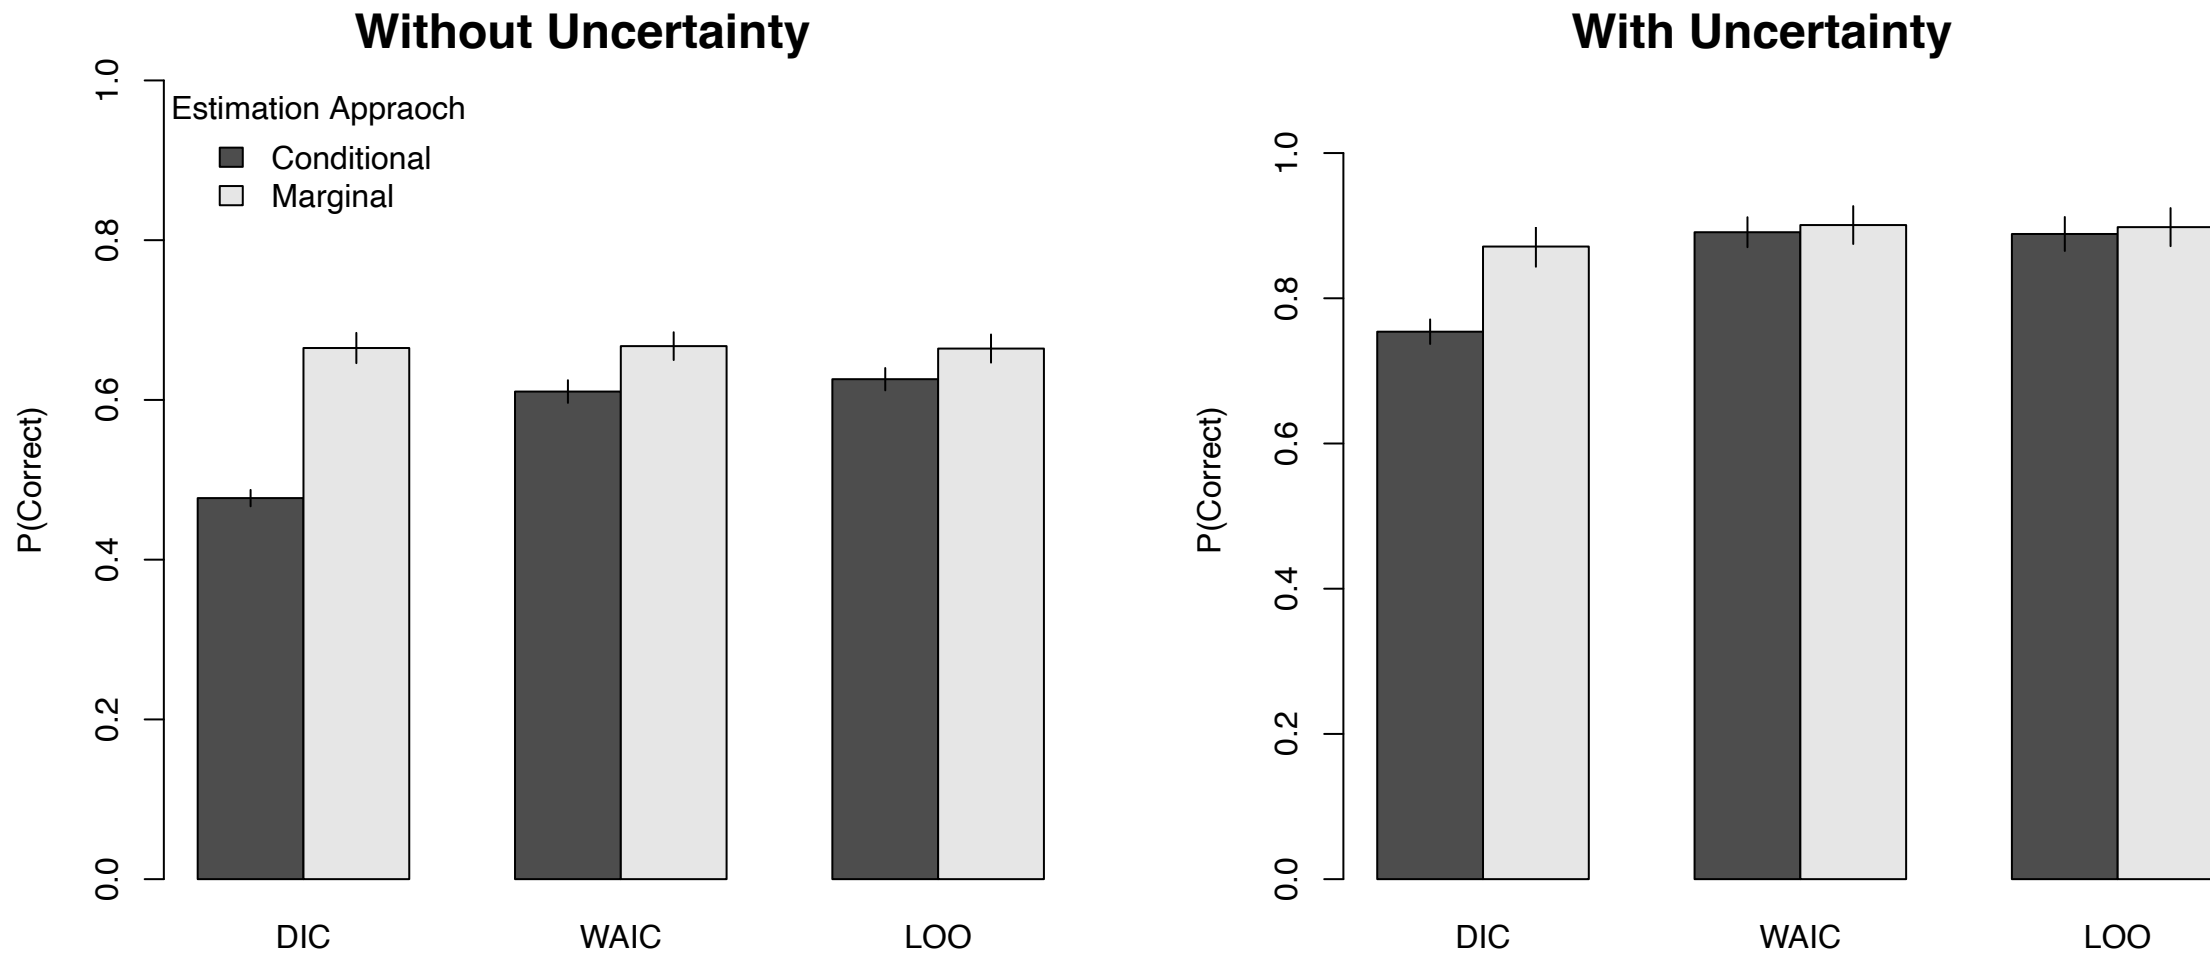 Without Uncertainty
P(Correct)
1.0
0.8
0.6
0.4
0.2
0.0
Estimation Appraoch
Conditional
Marginal
DIC WAIC LOO
With Uncertainty
P(Correct)
1.0
0.8
0.6
0.4
0.2
0.0
DIC WAIC LOO